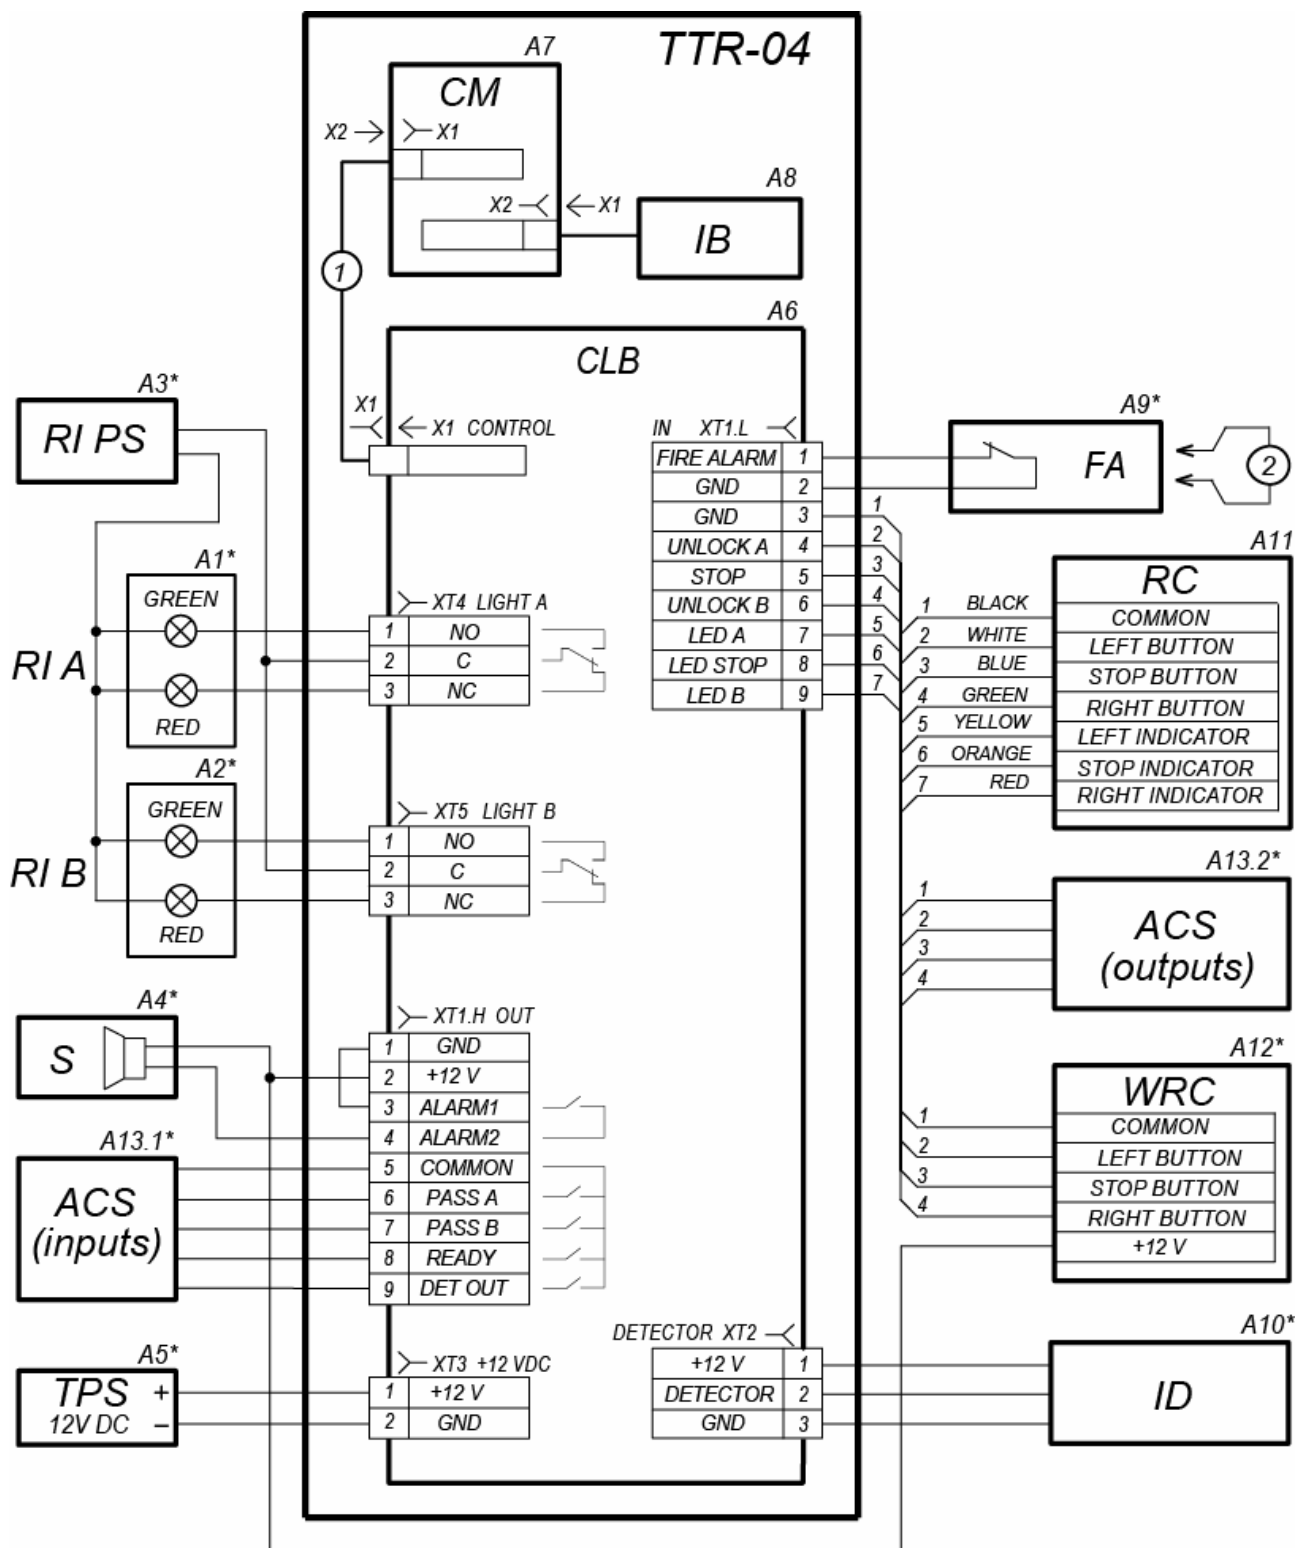 TTR-04
A7
CM
X2 X1
X2 X1
A8
IB
1
A6
CLB
A3*
RI PS
X1
X1 CONTROL
IN XT1.L
FIRE ALARM 1
GND 2
GND 3
UNLOCK A 4
STOP 5
UNLOCK B 6
LED A 7
LED STOP 8
LED B 9
1
2
3
4
5
6
7
A9*
FA
2
A11
RC
1 BLACK COMMON
2 WHITE LEFT BUTTON
3 BLUE STOP BUTTON
4 GREEN RIGHT BUTTON
5 YELLOW LEFT INDICATOR
6 ORANGE STOP INDICATOR
7 RED RIGHT INDICATOR
A1*
GREEN
RI A
RED
XT4 LIGHT A
1 NO
2 C
3 NC
A2*
GREEN
RI B
RED
XT5 LIGHT B
1 NO
2 C
3 NC
A13.2*
1
2
3
4
ACS
(outputs)
A4*
S
XT1.H OUT
1 GND
2 +12 V
3 ALARM1
4 ALARM2
5 COMMON
6 PASS A
7 PASS B
8 READY
9 DET OUT
A13.1*
ACS
(inputs)
A12*
WRC
1 COMMON
2 LEFT BUTTON
3 STOP BUTTON
4 RIGHT BUTTON
+12 V
A5*
TPS +
12V DC –
XT3 +12 VDC
1 +12 V
2 GND
DETECTOR XT2
+12 V 1
DETECTOR 2
GND 3
A10*
ID